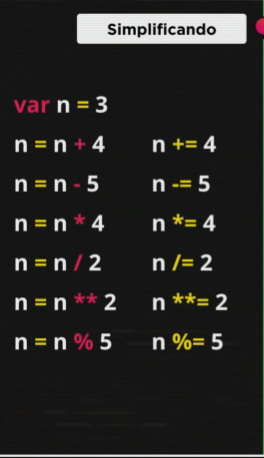 Simplificando
var n = 3
n = n + 4 n += 4
n = n - 5 n -= 5
n = n * 4 n *= 4
n = n / 2 n /= 2
n = n ** 2 n **= 2
n = n % 5 n %= 5